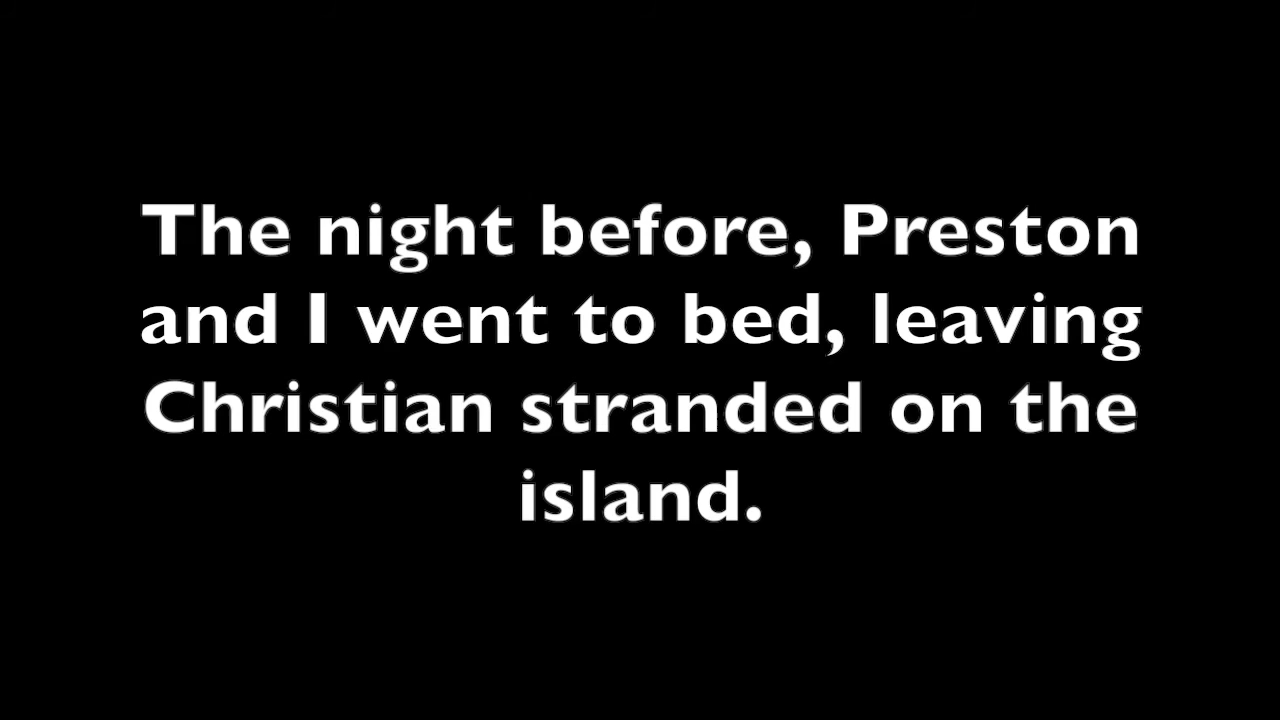 The night before, Preston
and I went to bed, leaving
Christian stranded on the
island.